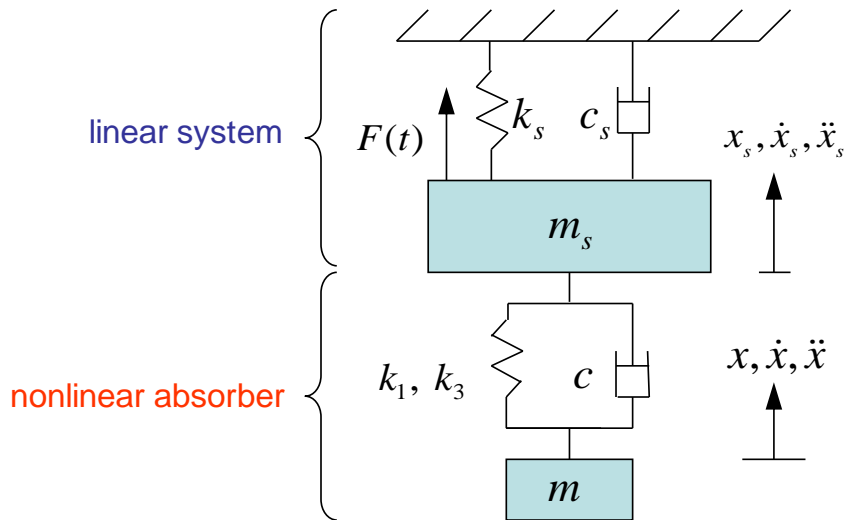 linear system
F(t)
k_s
c_s
x_s, ẋ_s, ẍ_s
m_s
nonlinear absorber
k_1, k_3
c
x, ẋ, ẍ
m